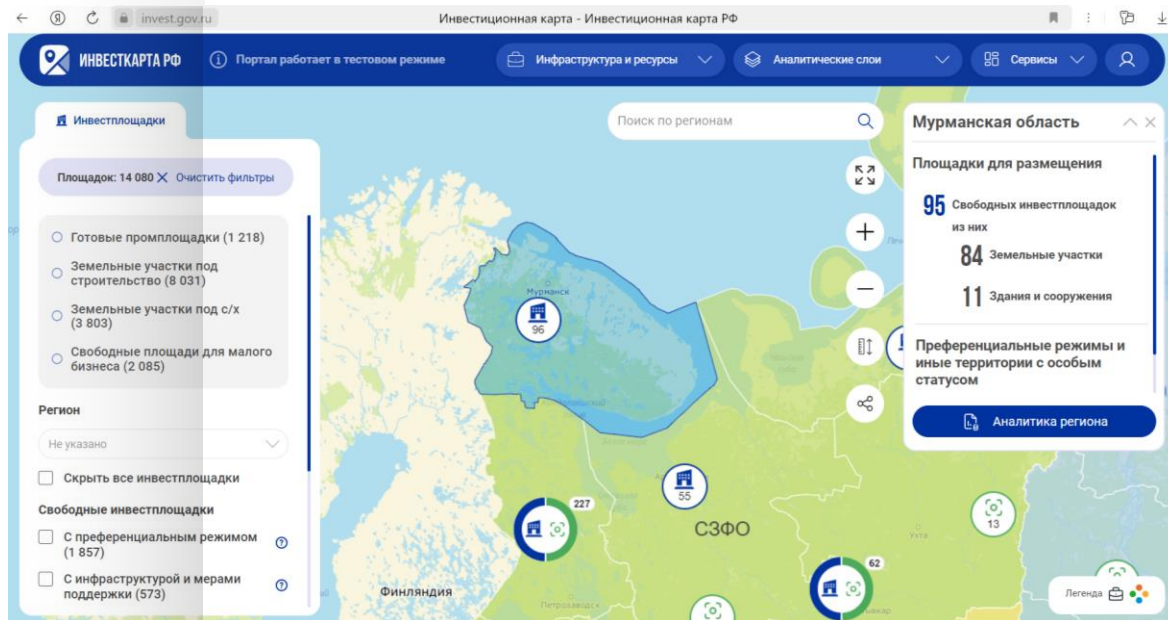 invest.gov.ru
Инвестиционная карта - Инвестиционная карта РФ
ИНВЕСТКАРТА РФ
Портал работает в тестовом режиме
Инфраструктура и ресурсы
Аналитические слои
Сервисы
Инвестплощадки
Площадок: 14 080
Очистить фильтры
Готовые промплощадки (1 218)
Земельные участки под
строительство (8 031)
Земельные участки под с/х
(3 803)
Свободные площади для малого
бизнеса (2 085)
Регион
Не указано
Скрыть все инвестплощадки
Свободные инвестплощадки
С преференциальным режимом
(1 857)
С инфраструктурой и мерами
поддержки (573)
Поиск по регионам
Мурманск
96
55
227
СЗФО
13
62
Ухта
Финляндия
Петрозаводск
Мурманская область
Площадки для размещения
95 Свободных инвестплощадок
из них
84 Земельные участки
11 Здания и сооружения
Преференциальные режимы и
иные территории с особым
статусом
Аналитика региона
Легенда